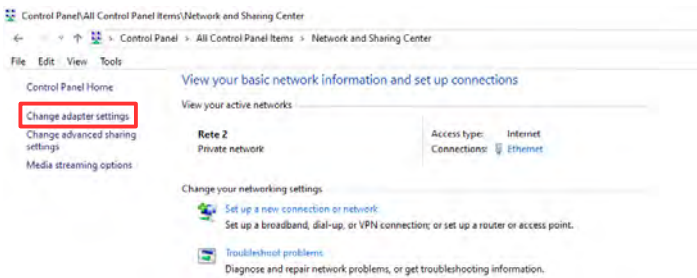 Control Panel\All Control Panel Items\Network and Sharing Center
Control Panel > All Control Panel Items > Network and Sharing Center
File Edit View Tools
Control Panel Home
Change adapter settings
Change advanced sharing
settings
Media streaming options
View your basic network information and set up connections
View your active networks
Rete 2
Private network
Access type: Internet
Connections: Ethernet
Change your networking settings
Set up a new connection or network
Set up a broadband, dial-up, or VPN connection; or set up a router or access point.
Troubleshoot problems
Diagnose and repair network problems, or get troubleshooting information.